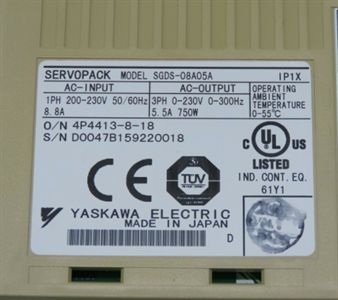 SERVOPACK MODEL SGDS-08A05A IP1X
AC-INPUT AC-OUTPUT OPERATING
1PH 200-230V 50/60Hz 3PH 0-230V 0-300Hz AMBIENT
8.8A 5.5A 750W TEMPERATURE
0-55°C
O/N 4P4413-8-18
S/N D0047B159220018
CE TÜV C UL US
LISTED
IND. CONT. EQ.
61Y1
YASKAWA ELECTRIC
MADE IN JAPAN
D